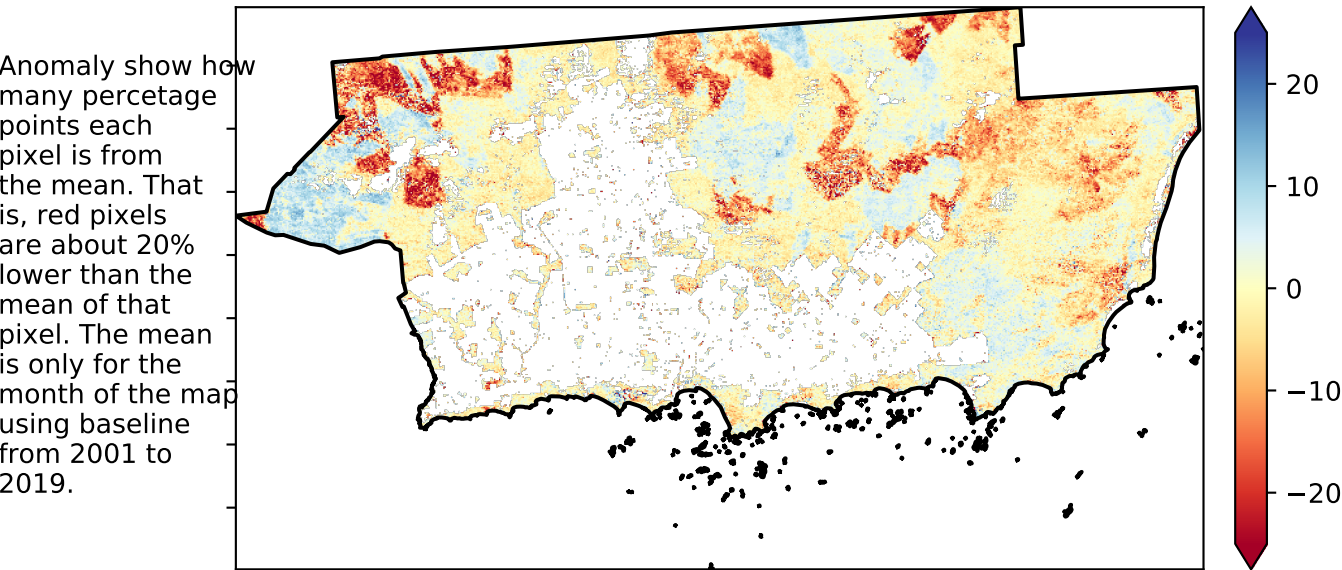 Anomaly show how
many percetage
points each
pixel is from
the mean. That
is, red pixels
are about 20%
lower than the
mean of that
pixel. The mean
is only for the
month of the map
using baseline
from 2001 to
2019.
20
10
0
−10
−20